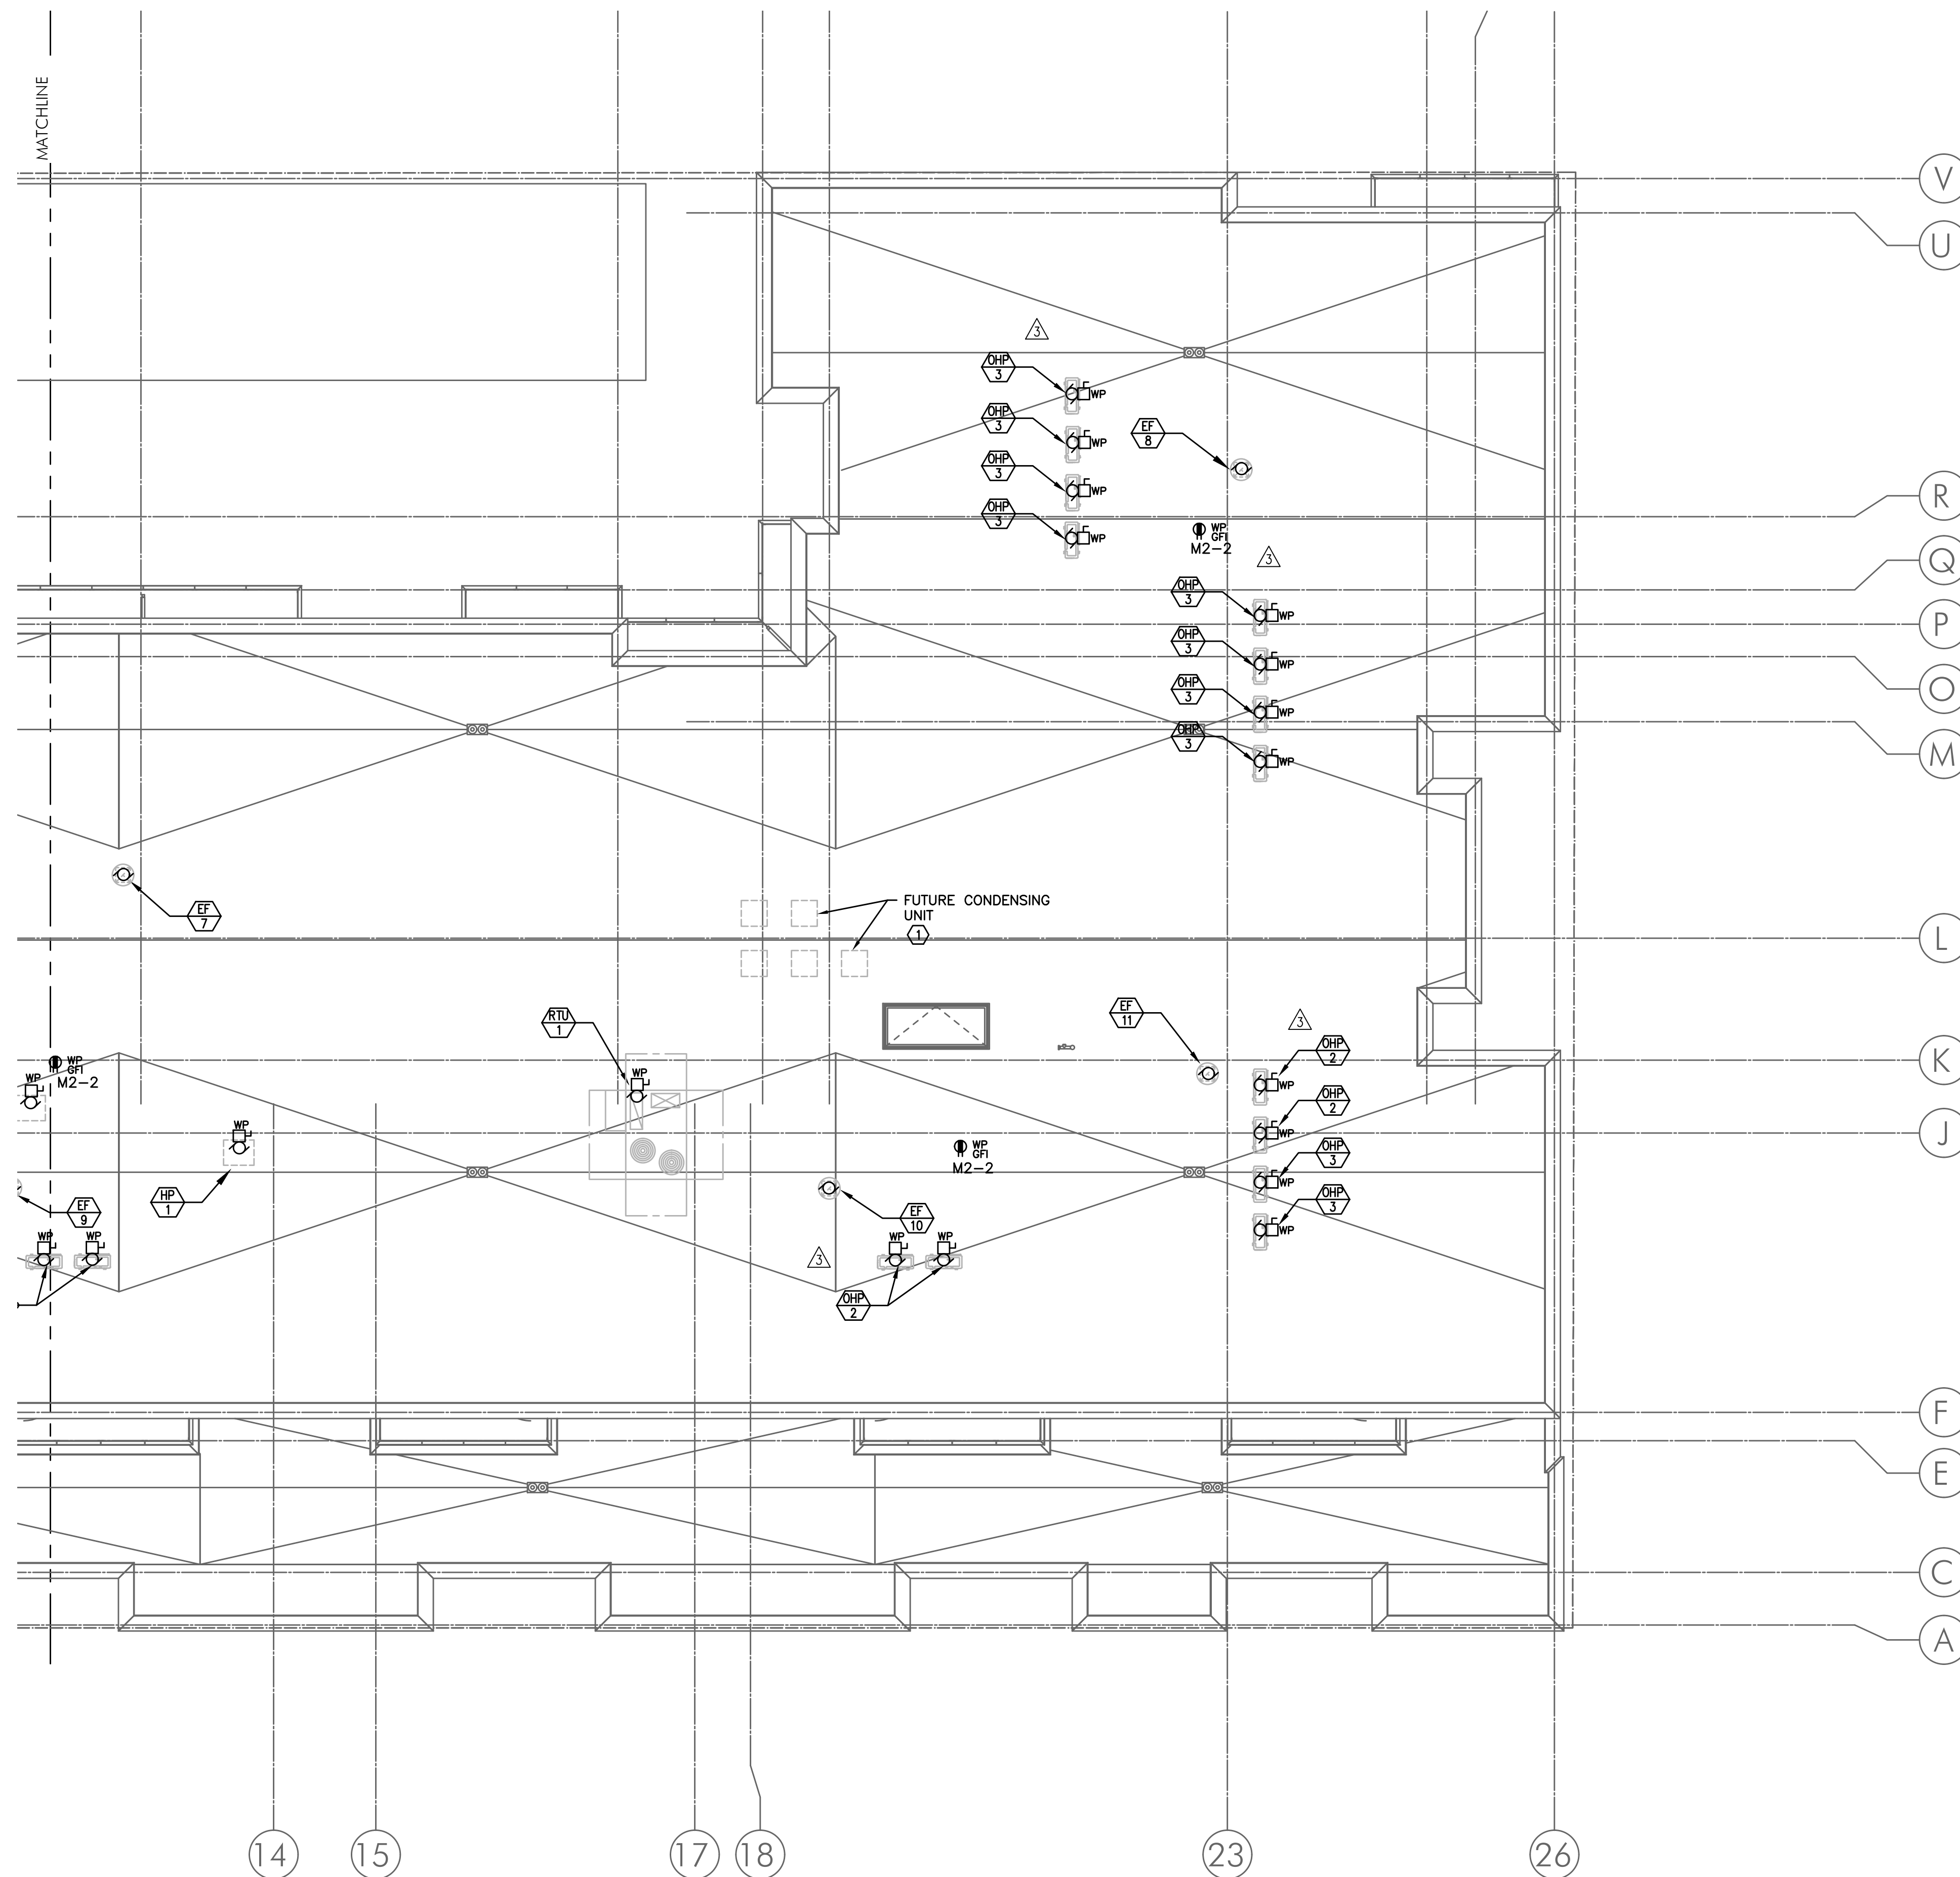 MATCHLINE
V
U
3
OHP
3
WP
OHP
3
WP
EF
8
OHP
3
WP
R
OHP
3
WP
WP
GFI
M2-2
3
Q
OHP
3
WP
P
OHP
3
WP
O
OHP
3
WP
OHP
3
WP
M
EF
7
FUTURE CONDENSING
UNIT
1
L
RTU
1
EF
11
3
OHP
2
WP
K
WP
GFI
M2-2
WP
WP
OHP
2
WP
J
WP
WP
GFI
M2-2
OHP
3
WP
HP
1
EF
9
EF
10
OHP
3
WP
WP
WP
3
WP
WP
OHP
2
F
E
C
A
14
15
17
18
23
26